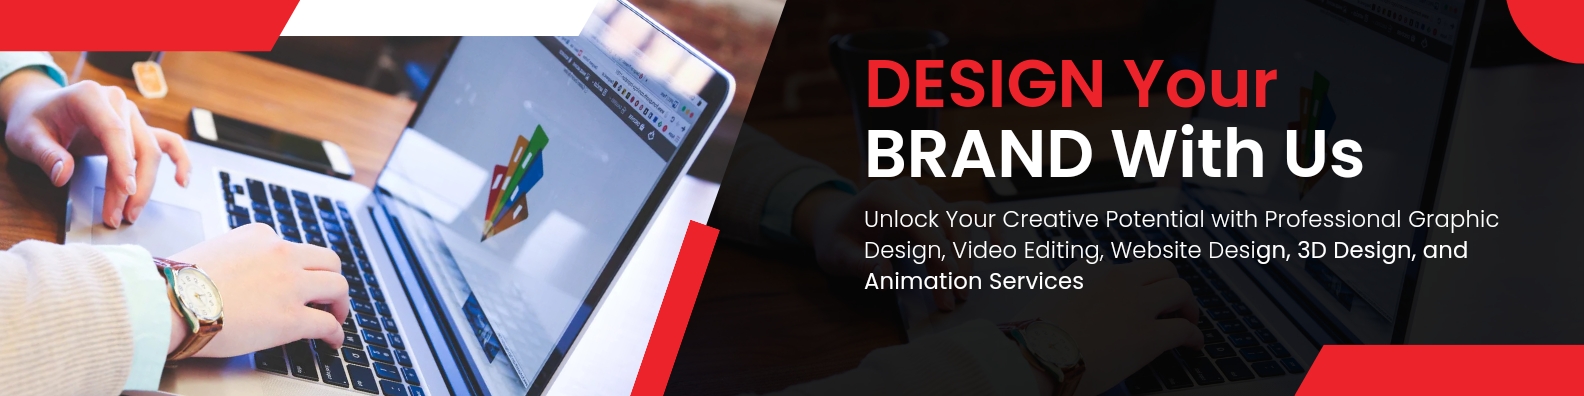 DESIGN Your
BRAND With Us
Unlock Your Creative Potential with Professional Graphic
Design, Video Editing, Website Design, 3D Design, and
Animation Services